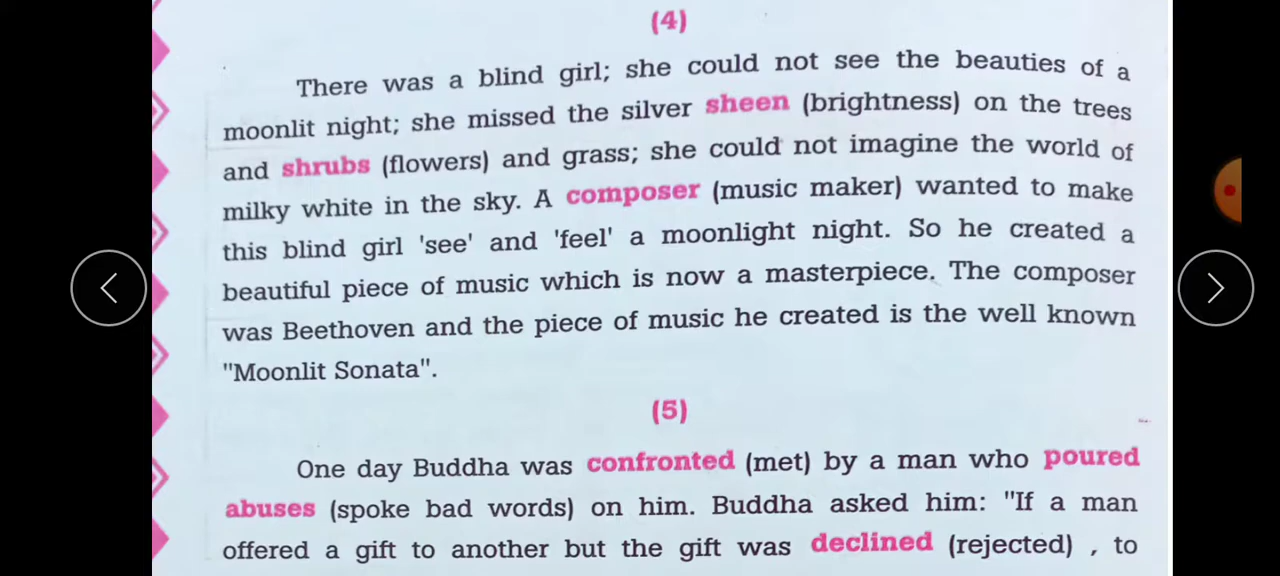 (4)
There was a blind girl; she could not see the beauties of a
moonlit night; she missed the silver sheen (brightness) on the trees
and shrubs (flowers) and grass; she could not imagine the world of
milky white in the sky. A composer (music maker) wanted to make
this blind girl 'see' and 'feel' a moonlight night. So he created a
beautiful piece of music which is now a masterpiece. The composer
was Beethoven and the piece of music he created is the well known
"Moonlit Sonata".
(5)
One day Buddha was confronted (met) by a man who poured
abuses (spoke bad words) on him. Buddha asked him: "If a man
offered a gift to another but the gift was declined (rejected) , to